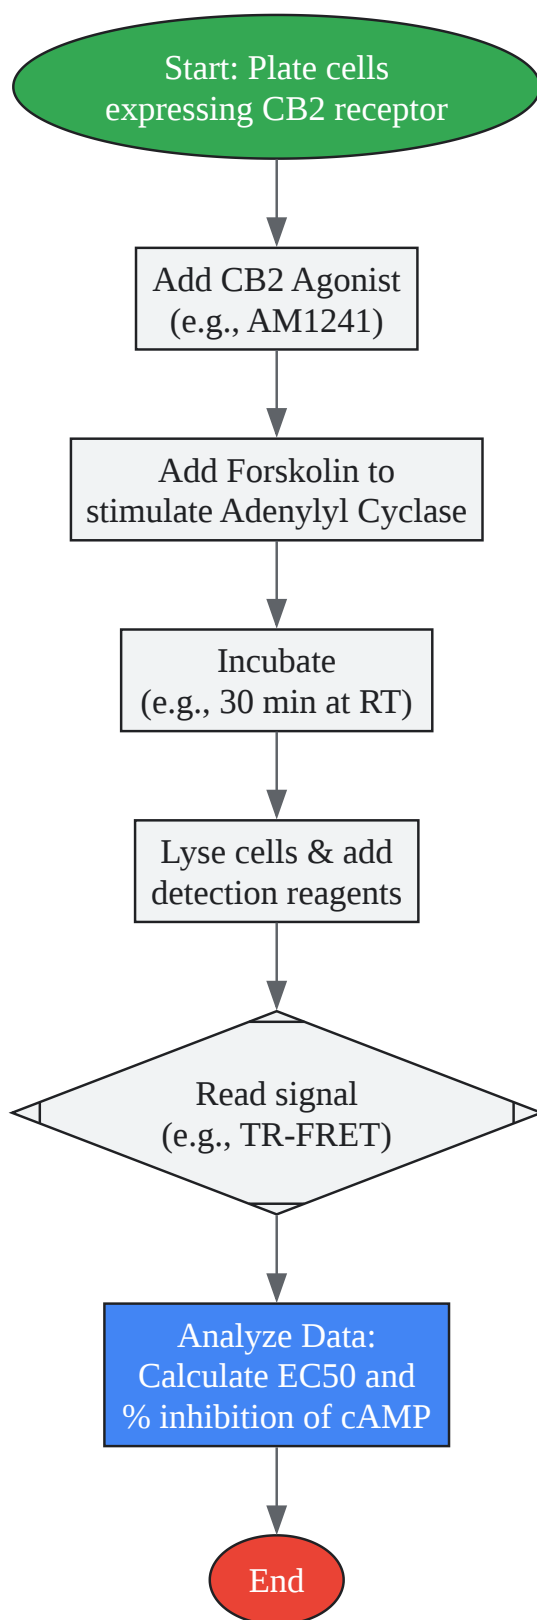 Start: Plate cells
expressing CB2 receptor
Add CB2 Agonist
(e.g., AM1241)
Add Forskolin to
stimulate Adenylyl Cyclase
Incubate
(e.g., 30 min at RT)
Lyse cells & add
detection reagents
Read signal
(e.g., TR-FRET)
Analyze Data:
Calculate EC50 and
% inhibition of cAMP
End